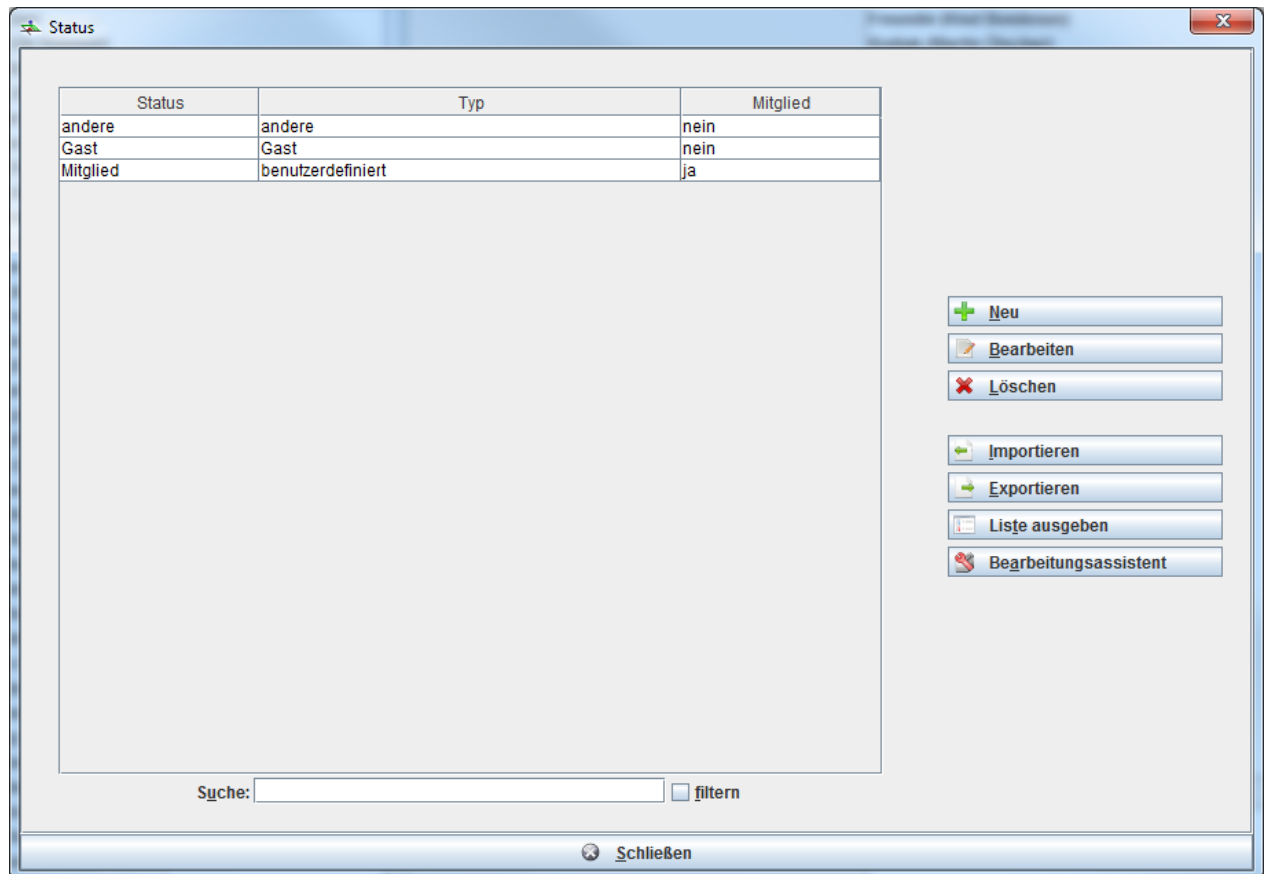 Status
Status Typ Mitglied
andere andere nein
Gast Gast nein
Mitglied benutzerdefiniert ja
Neu
Bearbeiten
Löschen
Importieren
Exportieren
Liste ausgeben
Bearbeitungsassistent
Suche: filtern
Schließen